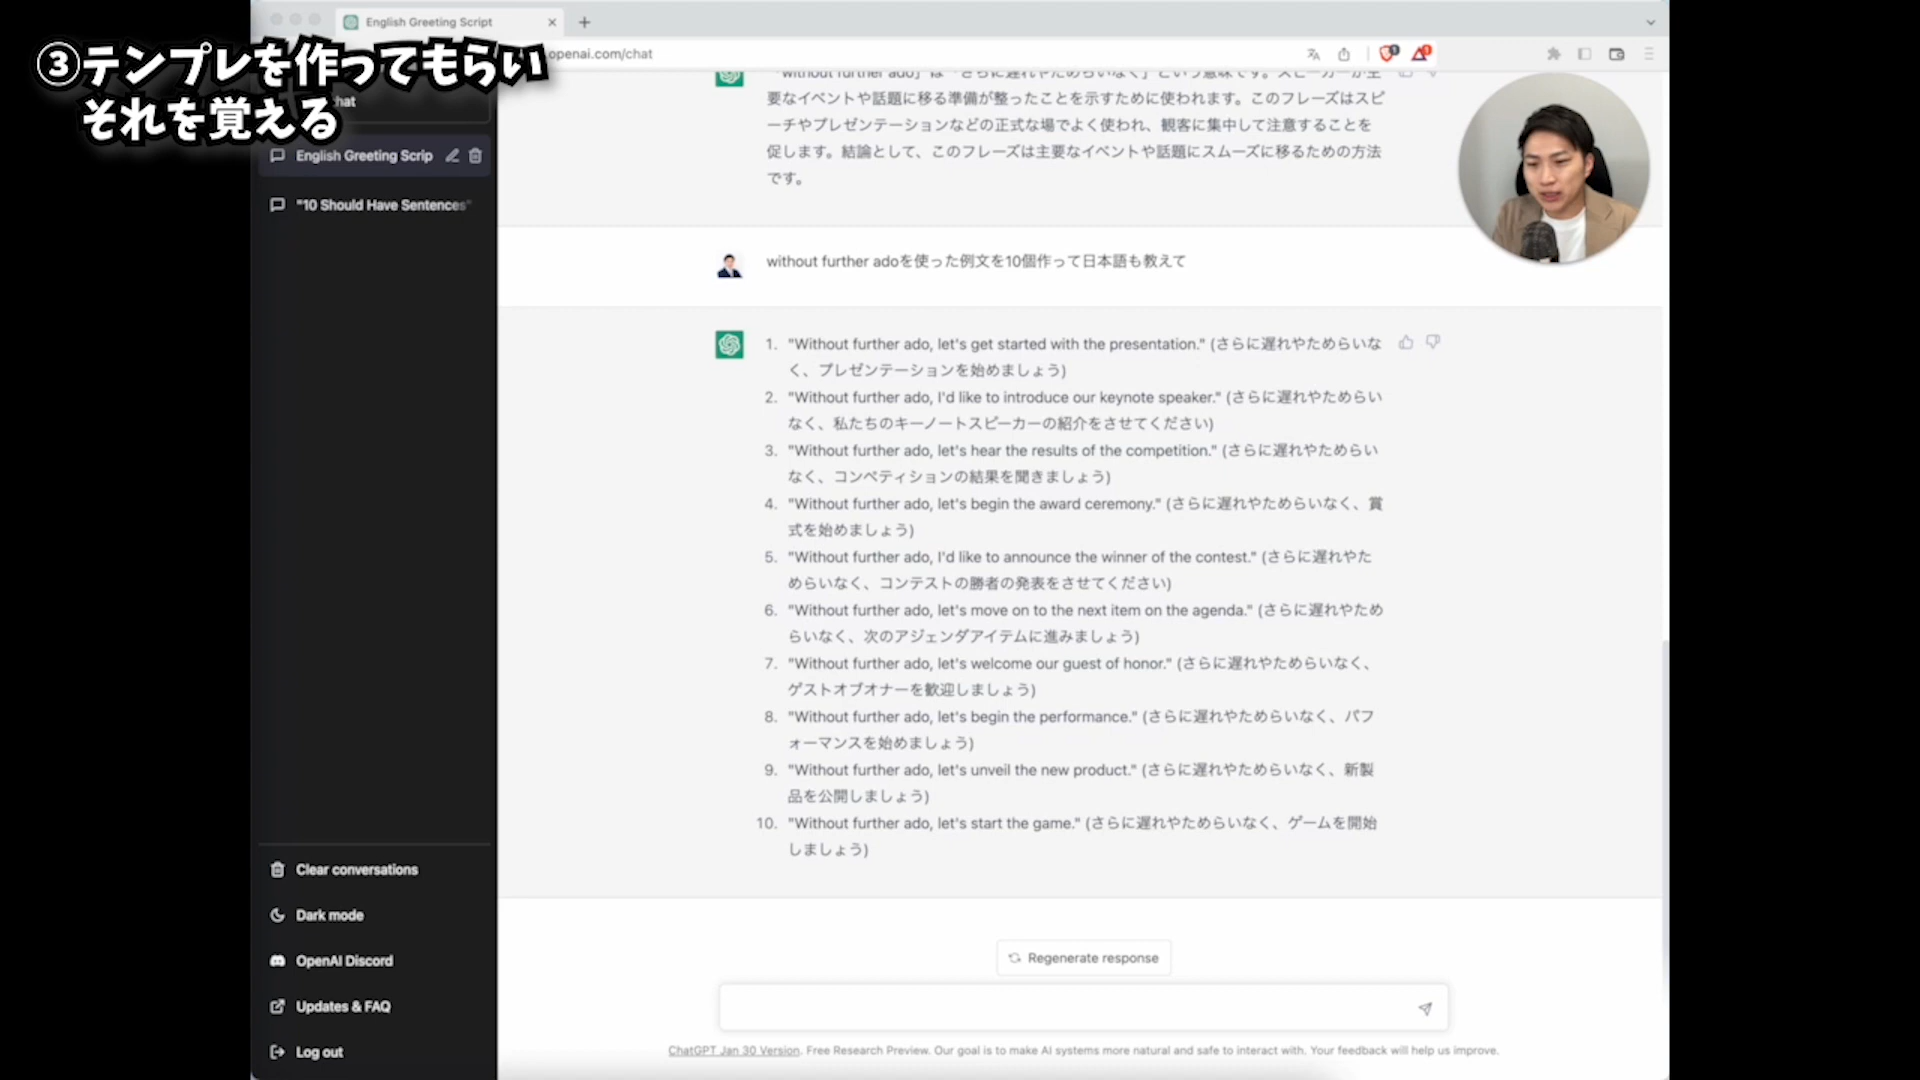 ③テンプレを作ってもらい
それを覚える
English Greeting Script
openai.com/chat
English Greeting Scrip
"10 Should Have Sentences"
"without further ado」は「さらに遅れやためらいなく」という意味です。スピーカーが主
要なイベントや話題に移る準備が整ったことを示すために使われます。このフレーズはスピ
ーチやプレゼンテーションなどの正式な場でよく使われ、観客に集中して注意することを
促します。結論として、このフレーズは主要なイベントや話題にスムーズに移るための方法
です。
without further adoを使った例文を10個作って日本語も教えて
1. "Without further ado, let's get started with the presentation." (さらに遅れやためらいな
く、プレゼンテーションを始めましょう)
2. "Without further ado, I'd like to introduce our keynote speaker." (さらに遅れやためらい
なく、私たちのキーノートスピーカーの紹介をさせてください)
3. "Without further ado, let's hear the results of the competition." (さらに遅れやためらい
なく、コンペティションの結果を聞きましょう)
4. "Without further ado, let's begin the award ceremony." (さらに遅れやためらいなく、賞
式を始めましょう)
5. "Without further ado, I'd like to announce the winner of the contest." (さらに遅れやた
めらいなく、コンテストの勝者の発表をさせてください)
6. "Without further ado, let's move on to the next item on the agenda." (さらに遅れやため
らいなく、次のアジェンダアイテムに進みましょう)
7. "Without further ado, let's welcome our guest of honor." (さらに遅れやためらいなく、
ゲストオブオナーを歓迎しましょう)
8. "Without further ado, let's begin the performance." (さらに遅れやためらいなく、パフ
ォーマンスを始めましょう)
9. "Without further ado, let's unveil the new product." (さらに遅れやためらいなく、新製
品を公開しましょう)
10. "Without further ado, let's start the game." (さらに遅れやためらいなく、ゲームを開始
しましょう)
Clear conversations
Dark mode
OpenAI Discord
Updates & FAQ
Log out
Regenerate response
ChatGPT Jan 30 Version. Free Research Preview. Our goal is to make AI systems more natural and safe to interact with. Your feedback will help us improve.